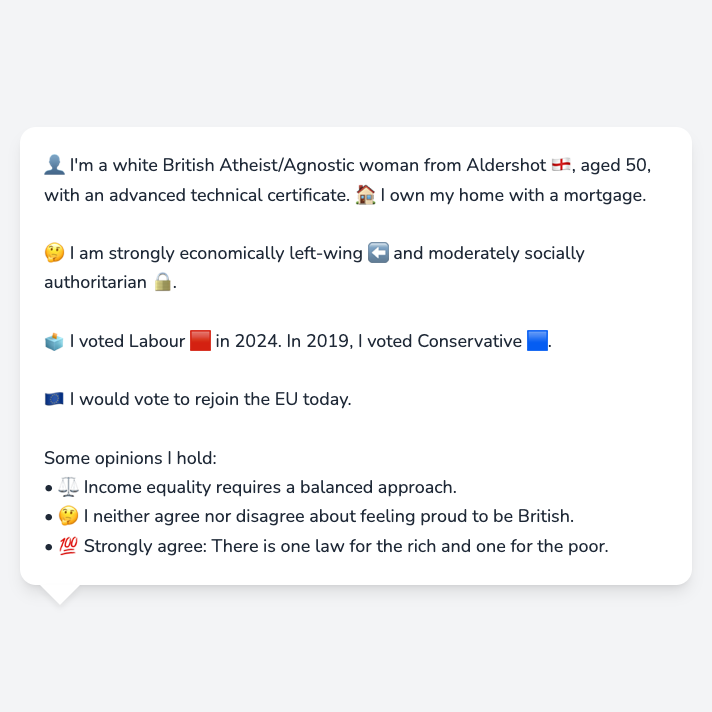 👤 I'm a white British Atheist/Agnostic woman from Aldershot 🏴󠁧󠁢󠁥󠁮󠁧󠁿, aged 50,
with an advanced technical certificate. 🏠 I own my home with a mortgage.
🤔 I am strongly economically left-wing ⬅️ and moderately socially
authoritarian 🔒.
🗳️ I voted Labour 🟥 in 2024. In 2019, I voted Conservative 🟦.
🇪🇺 I would vote to rejoin the EU today.
Some opinions I hold:
• ⚖️ Income equality requires a balanced approach.
• 🤔 I neither agree nor disagree about feeling proud to be British.
• 💯 Strongly agree: There is one law for the rich and one for the poor.